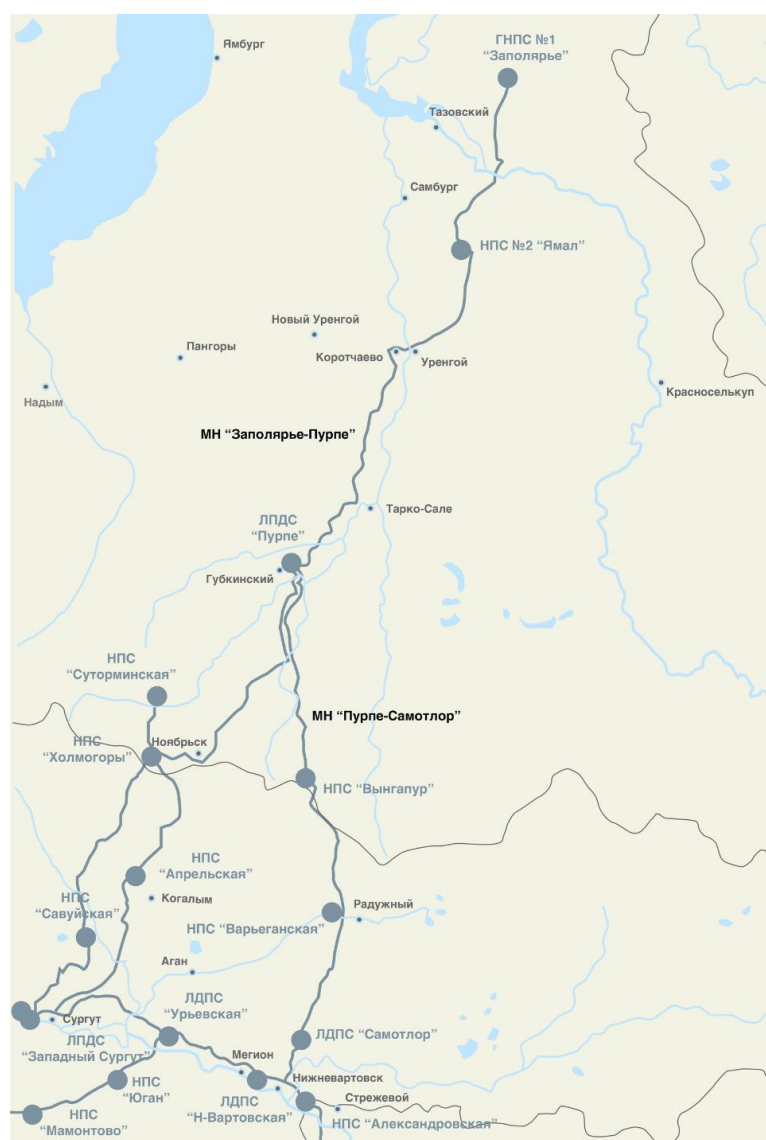 ГНПС №1
“Заполярье”
Ямбург
Тазовский
Самбург
НПС №2 “Ямал”
Новый Уренгой
Пангоры
Коротчаево
Уренгой
Надым
Красноселькуп
МН “Заполярье-Пурпе”
Тарко-Сале
ЛПДС
“Пурпе”
Губкинский
НПС
“Суторминская”
МН “Пурпе-Самотлор”
НПС
“Холмогоры”
Ноябрьск
НПС “Вынгапур”
НПС
“Апрельская”
Когалым
НПС
“Савуйская”
Радужный
НПС “Варьеганская”
Аган
ЛДПС
“Урьевская”
Сургут
ЛПДС
“Западный Сургут”
ЛДПС “Самотлор”
Мегион
Нижневартовск
НПС
“Юган”
ЛДПС
“Н-Вартовская”
Стрежевой
НПС “Александровская”
НПС
“Мамонтово”